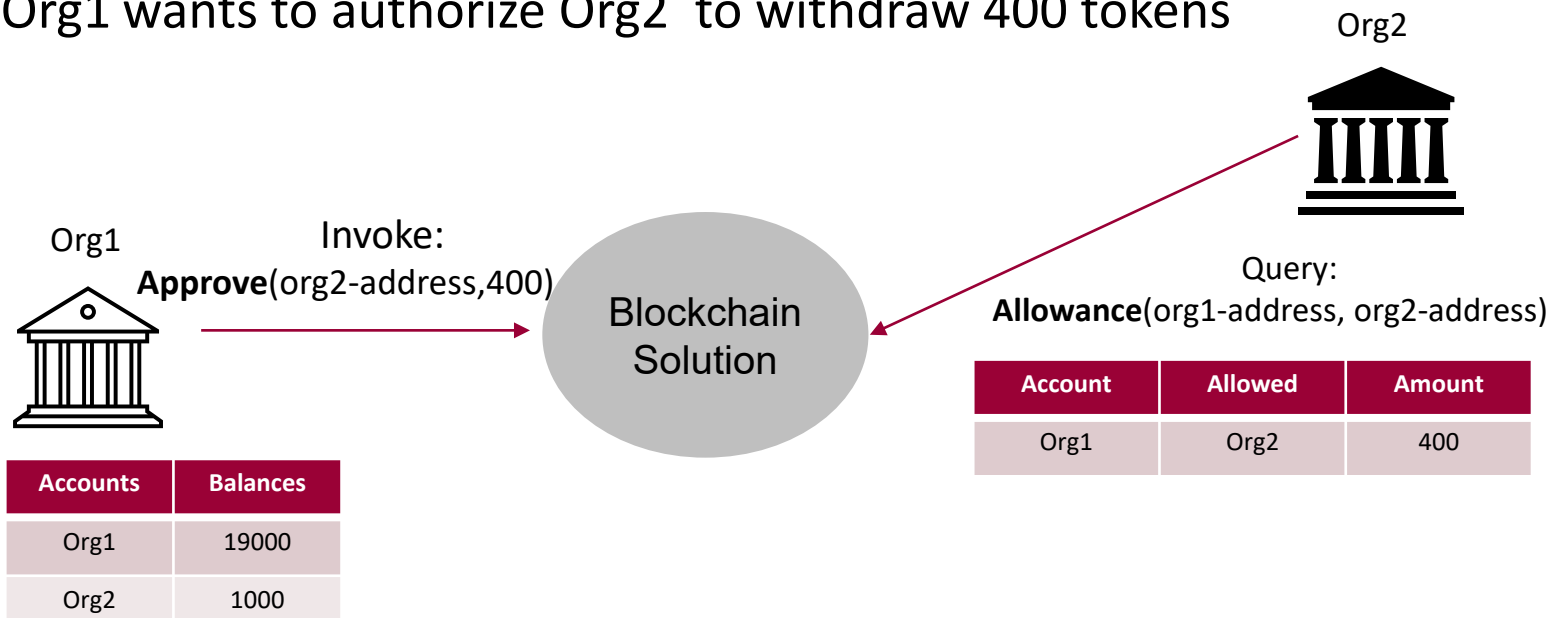 Org1 wants to authorize Org2 to withdraw 400 tokens
Org2
Org1
Invoke:
Approve(org2-address,400)
Blockchain
Solution
Query:
Allowance(org1-address, org2-address)
Account Allowed Amount
Org1 Org2 400
Accounts Balances
Org1 19000
Org2 1000